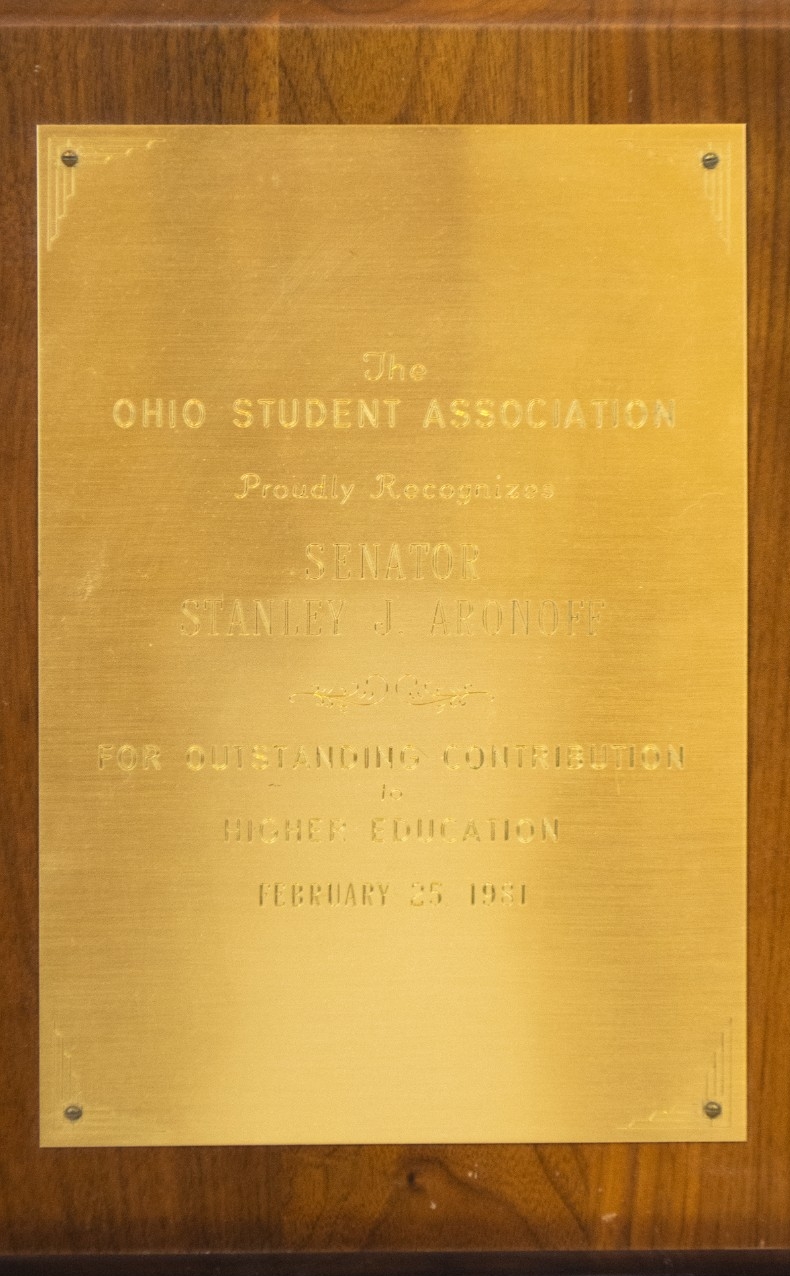 The
OHIO STUDENT ASSOCIATION
Proudly Recognizes
SENATOR
STANLEY J. ARONOFF
FOR OUTSTANDING CONTRIBUTION
to
HIGHER EDUCATION
FEBRUARY 25 1981